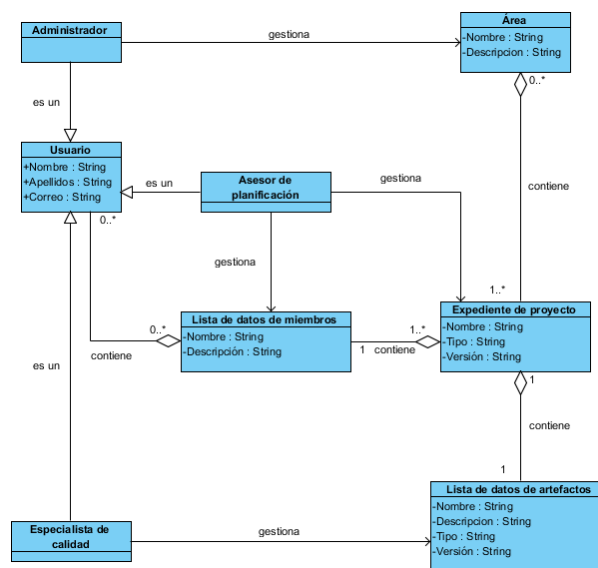 Administrador
gestiona
Área
-Nombre : String
-Descripcion : String
0..*
es un
Usuario
+Nombre : String
+Apellidos : String
+Correo : String
0..*
es un
Asesor de
planificación
gestiona
contiene
gestiona
1..*
Lista de datos de miembros
-Nombre : String
-Descripción : String
0..*
contiene
1..*
1
contiene
Expediente de proyecto
-Nombre : String
-Tipo : String
-Versión : String
1
es un
contiene
1
Lista de datos de artefactos
-Nombre : String
-Descripcion : String
-Tipo : String
-Versión : String
Especialista de
calidad
gestiona